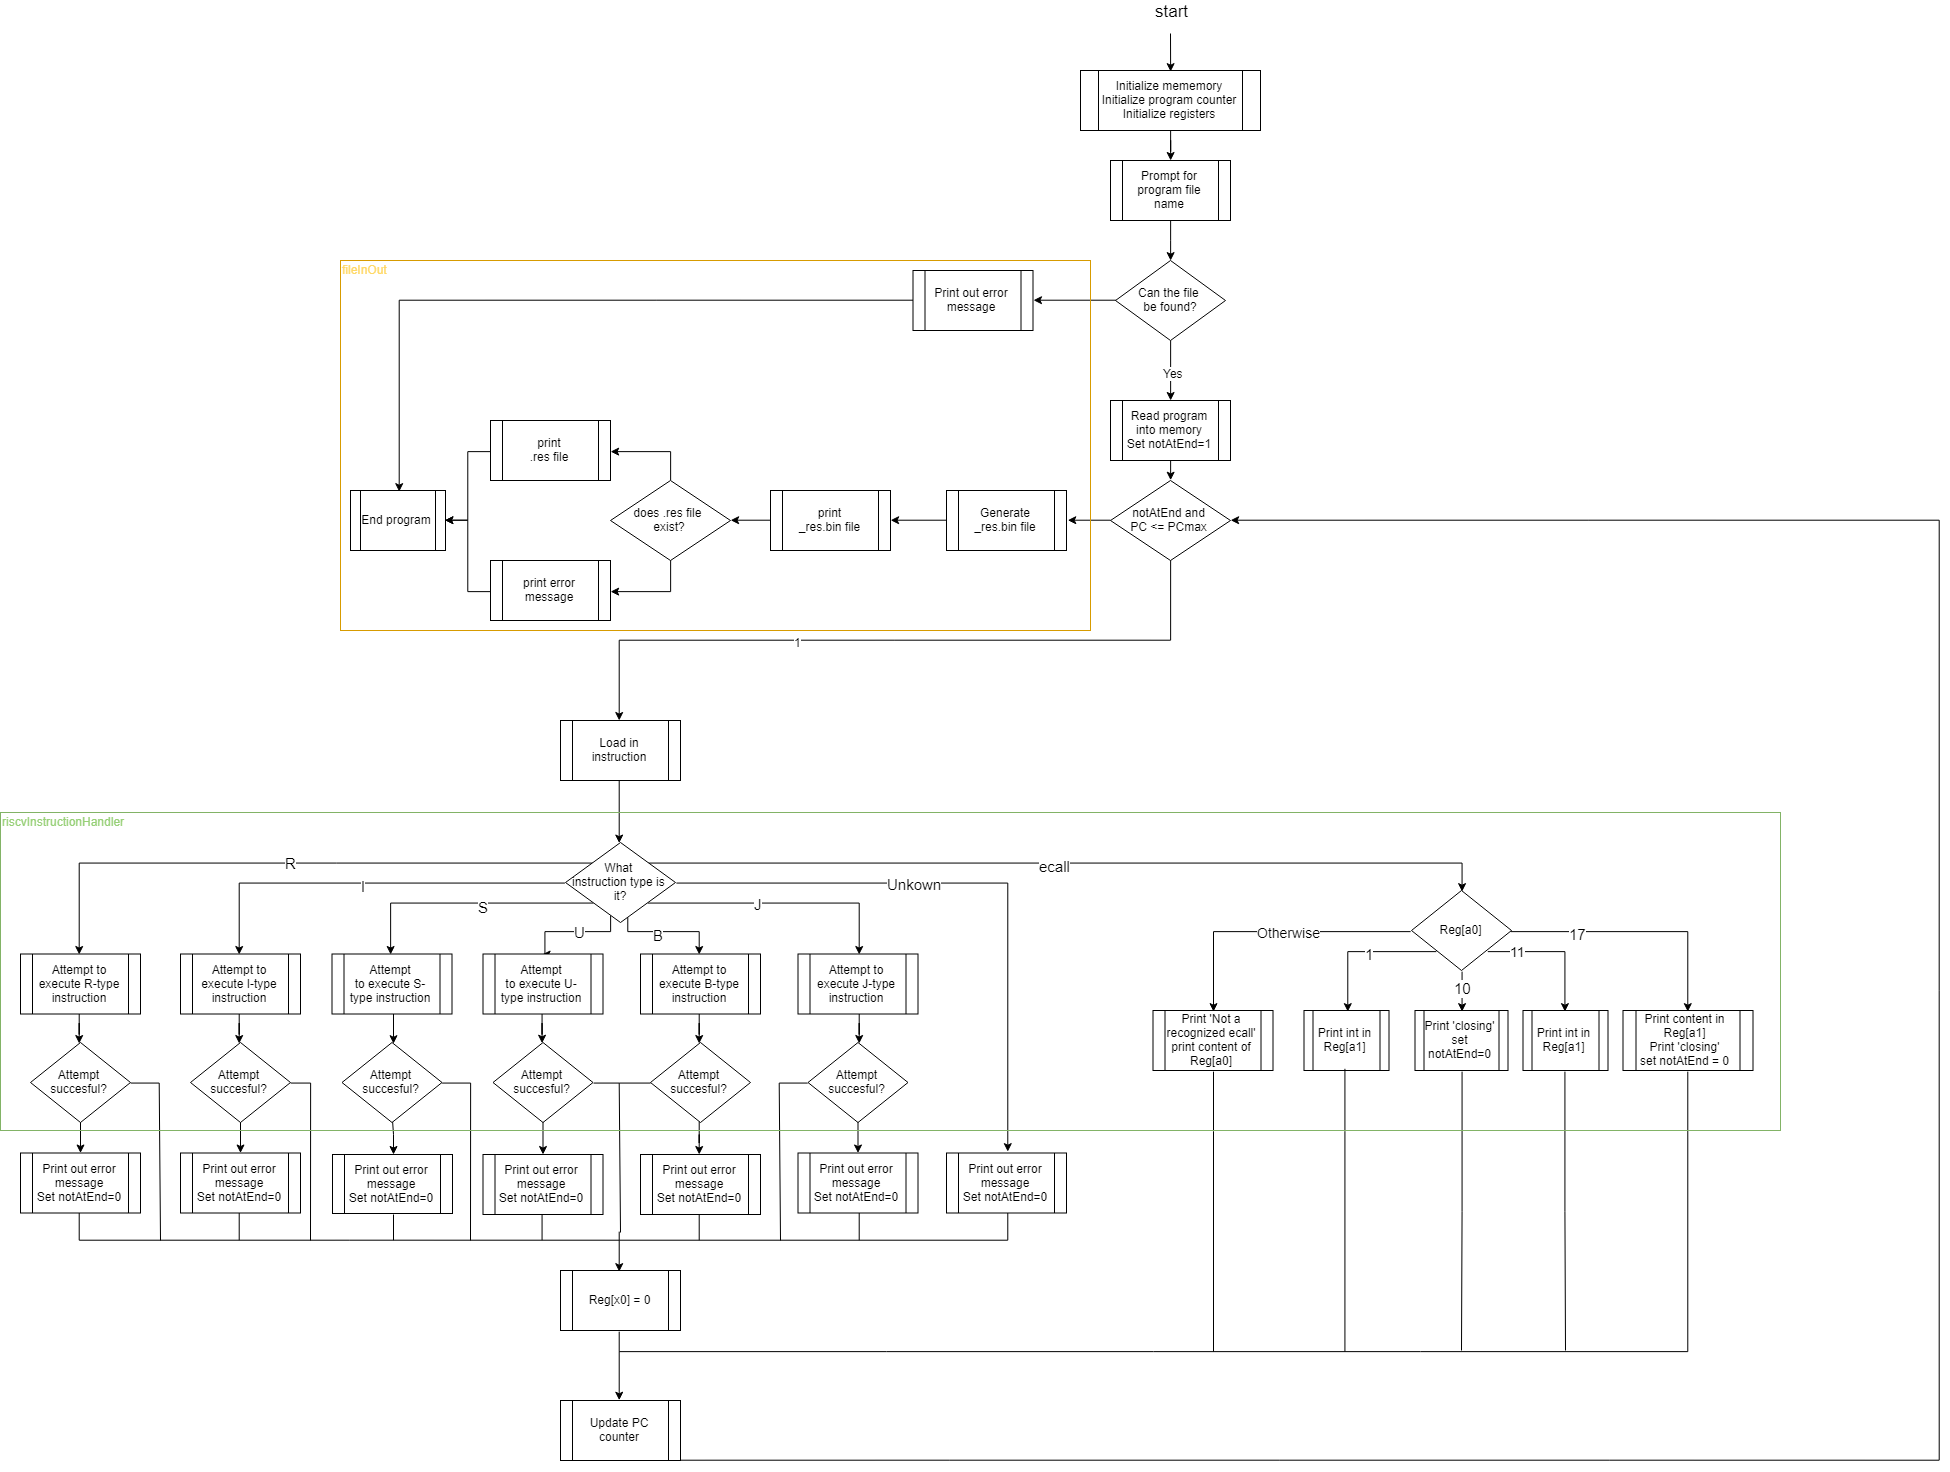 start
Initialize mememory
Initialize program counter
Initialize registers
Prompt for
program file
name
fileInOut
Print out error
message
Can the file
be found?
Yes
Read program
into memory
Set notAtEnd=1
print
.res file
End program
does .res file
exist?
print
_res.bin file
Generate
_res.bin file
notAtEnd and
PC <= PCmax
print error
message
1
Load in
instruction
riscvInstructionHandler
What
instruction type is
it?
R
I
S
U
B
J
Unkown
ecall
Reg[a0]
Otherwise
1
10
11
17
Attempt to
execute R-type
instruction
Attempt to
execute I-type
instruction
Attempt
to execute S-
type instruction
Attempt
to execute U-
type instruction
Attempt to
execute B-type
instruction
Attempt to
execute J-type
instruction
Print 'Not a
recognized ecall'
print content of
Reg[a0]
Print int in
Reg[a1]
Print 'closing'
set
notAtEnd=0
Print int in
Reg[a1]
Print content in
Reg[a1]
Print 'closing'
set notAtEnd = 0
Attempt
succesful?
Attempt
succesful?
Attempt
succesful?
Attempt
succesful?
Attempt
succesful?
Attempt
succesful?
Print out error
message
Set notAtEnd=0
Print out error
message
Set notAtEnd=0
Print out error
message
Set notAtEnd=0
Print out error
message
Set notAtEnd=0
Print out error
message
Set notAtEnd=0
Print out error
message
Set notAtEnd=0
Print out error
message
Set notAtEnd=0
Reg[x0] = 0
Update PC
counter